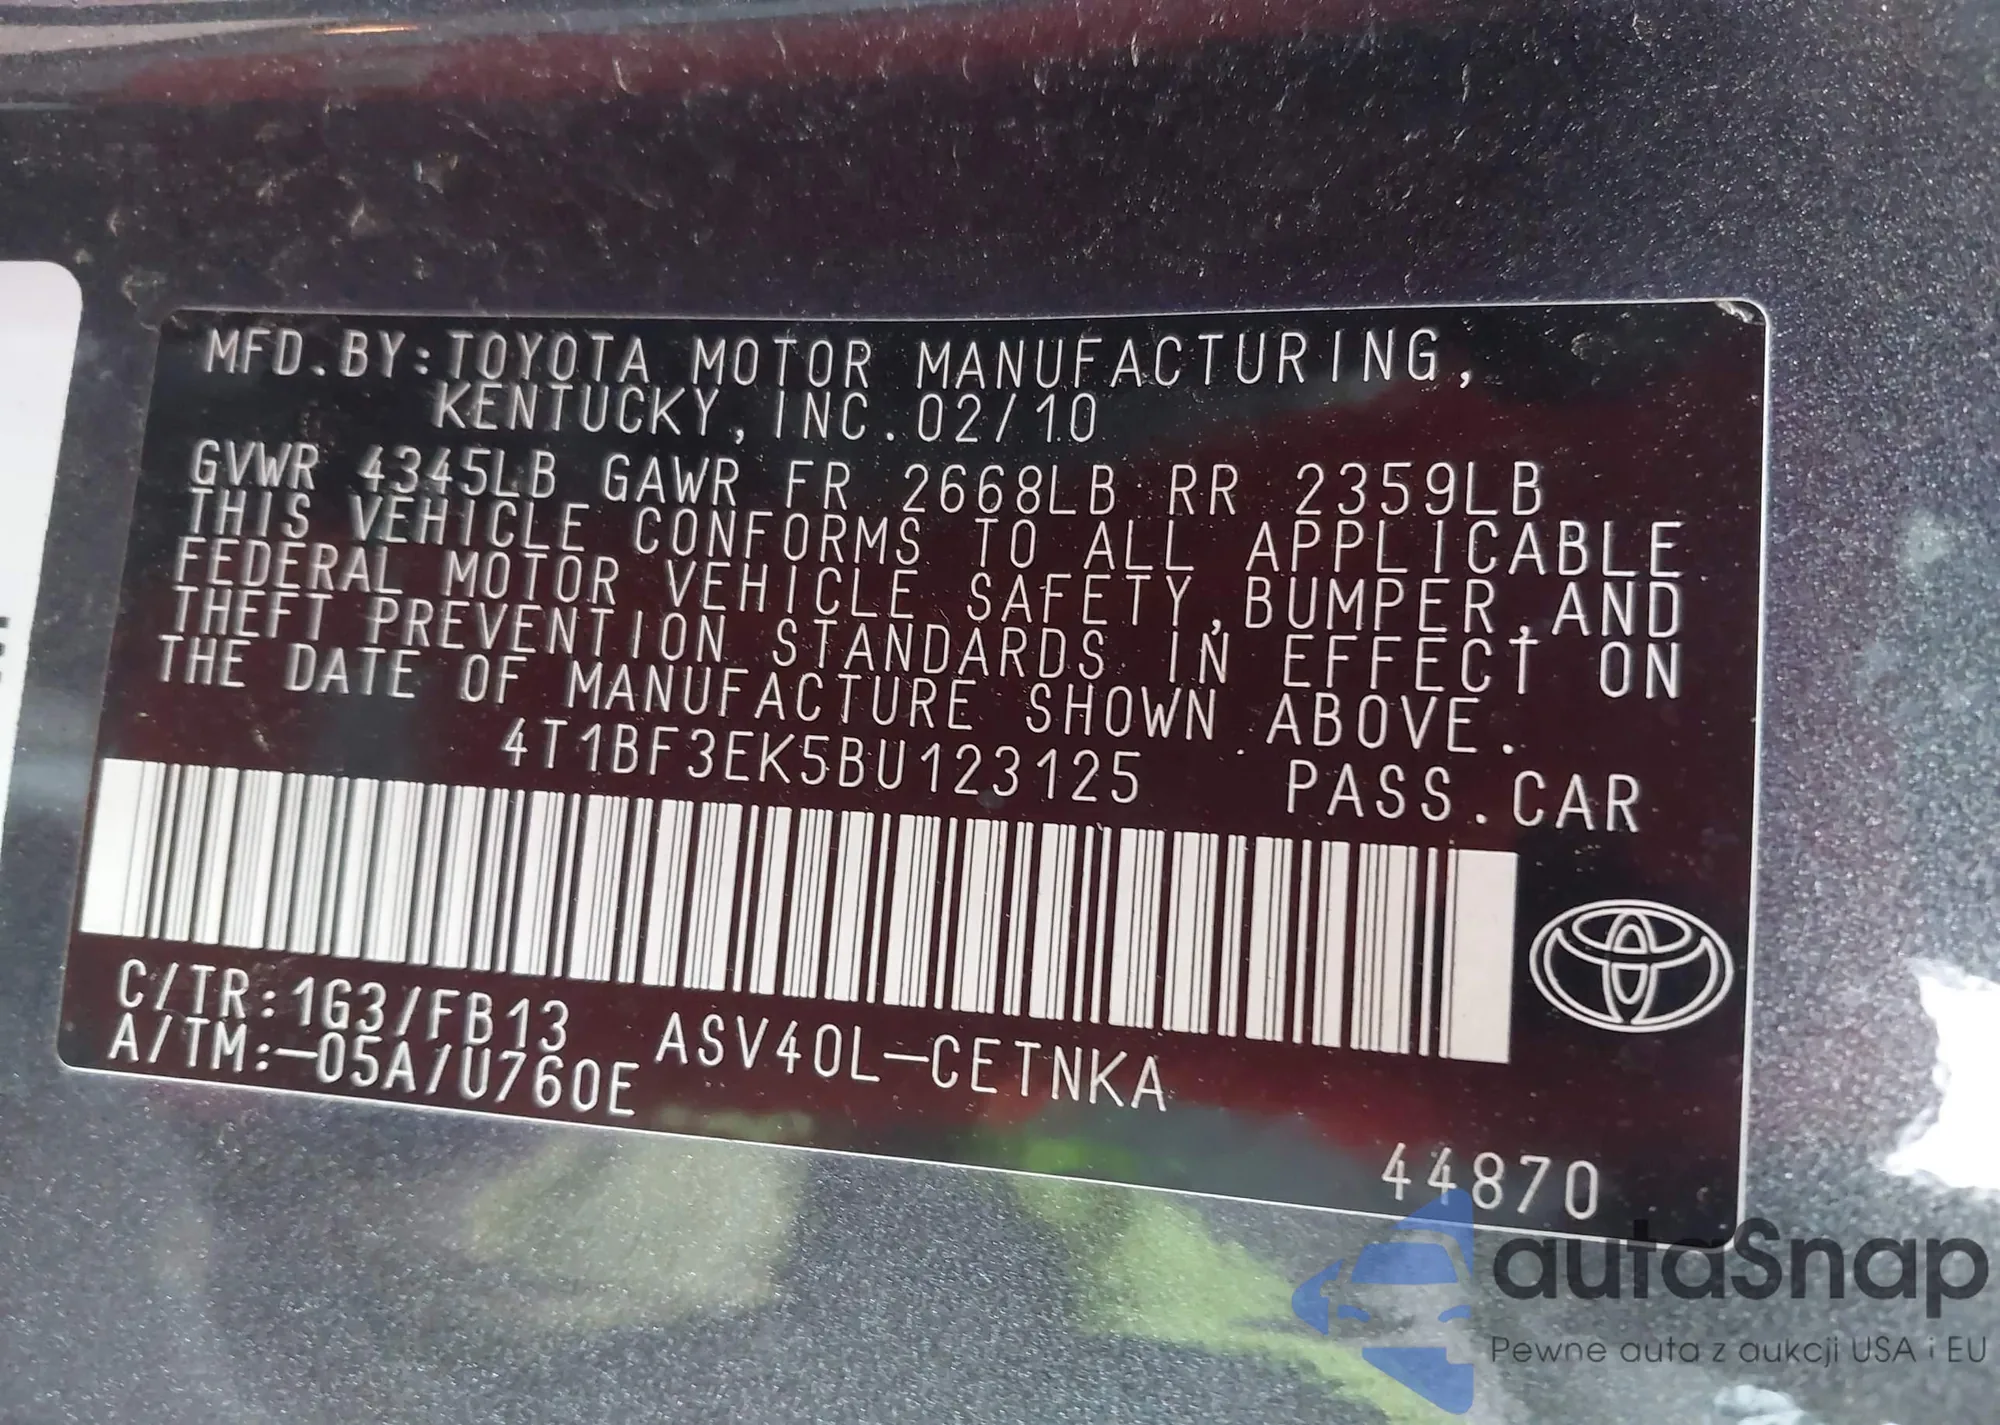 MFD.BY:TOYOTA MOTOR MANUFACTURING,
KENTUCKY, INC.02/10
GVWR 4345LB GAWR FR 2668LB RR 2359LB
THIS VEHICLE CONFORMS TO ALL APPLICABLE
FEDERAL MOTOR VEHICLE SAFETY,BUMPER,AND
THEFT PREVENTION STANDARDS IN EFFECT ON
THE DATE OF MANUFACTURE SHOWN ABOVE.
4T1BF3EK5BU123125 PASS.CAR
C/TR:1G3/FB13 ASV40L-CETNKA
A/TM:-05A/U760E
44870
autaSnap
Pewne auta z aukcji USA i EU